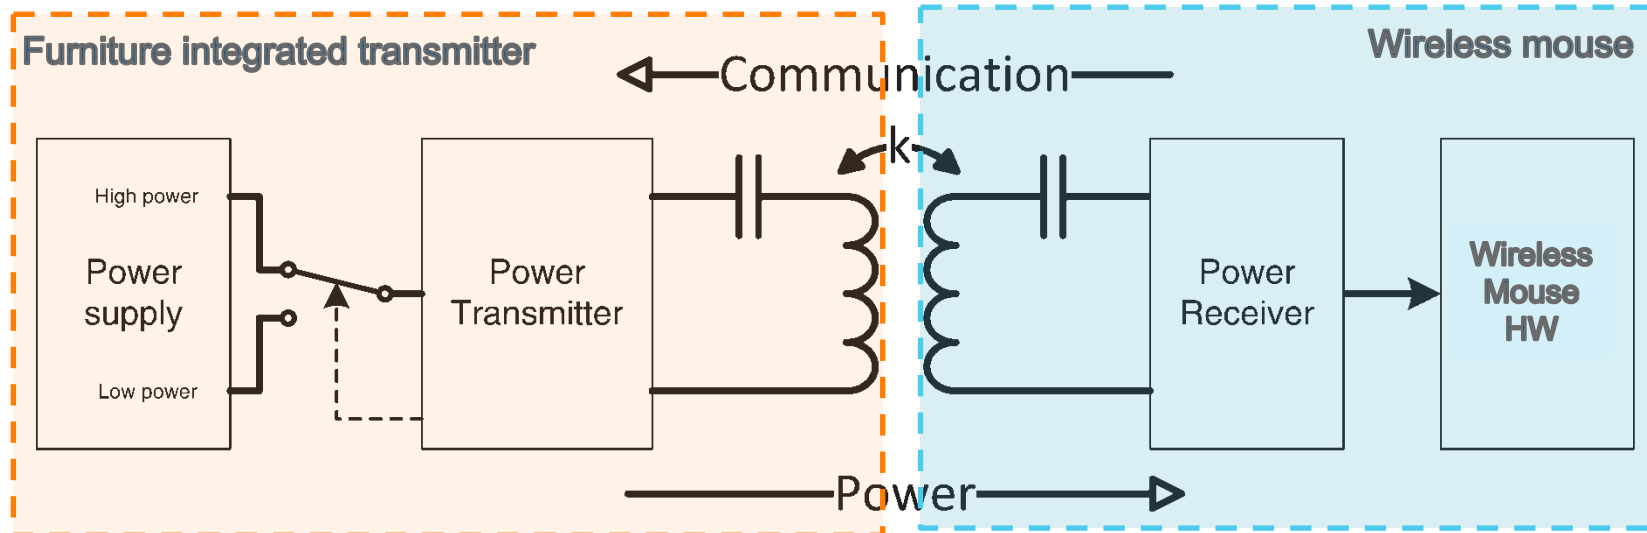 Furniture integrated transmitter
Wireless mouse
Communication
k
High power
Power
supply
Low power
Power
Transmitter
Power
Receiver
Wireless
Mouse
HW
Power